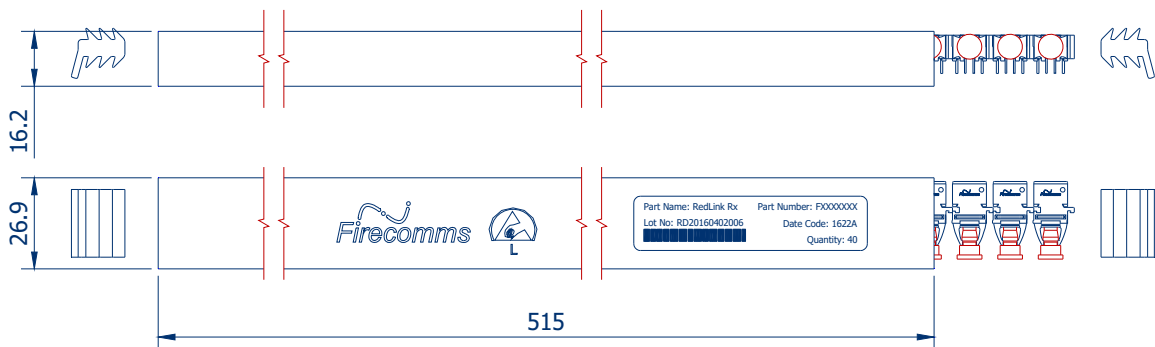 16.2
26.9
Firecomms
L
Part Name: RedLink Rx
Part Number: FXXXXXXX
Lot No: RD20160402006
Date Code: 1622A
Quantity: 40
515